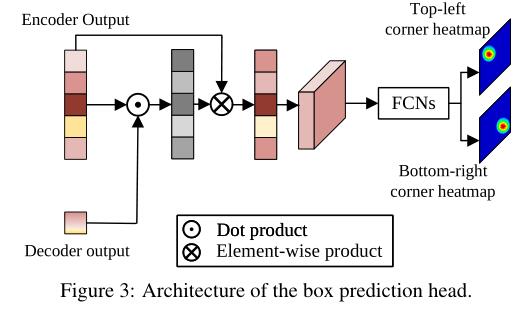 Encoder Output
Top-left
corner heatmap
FCNs
Bottom-right
corner heatmap
Decoder output
Dot product
Element-wise product
Figure 3: Architecture of the box prediction head.